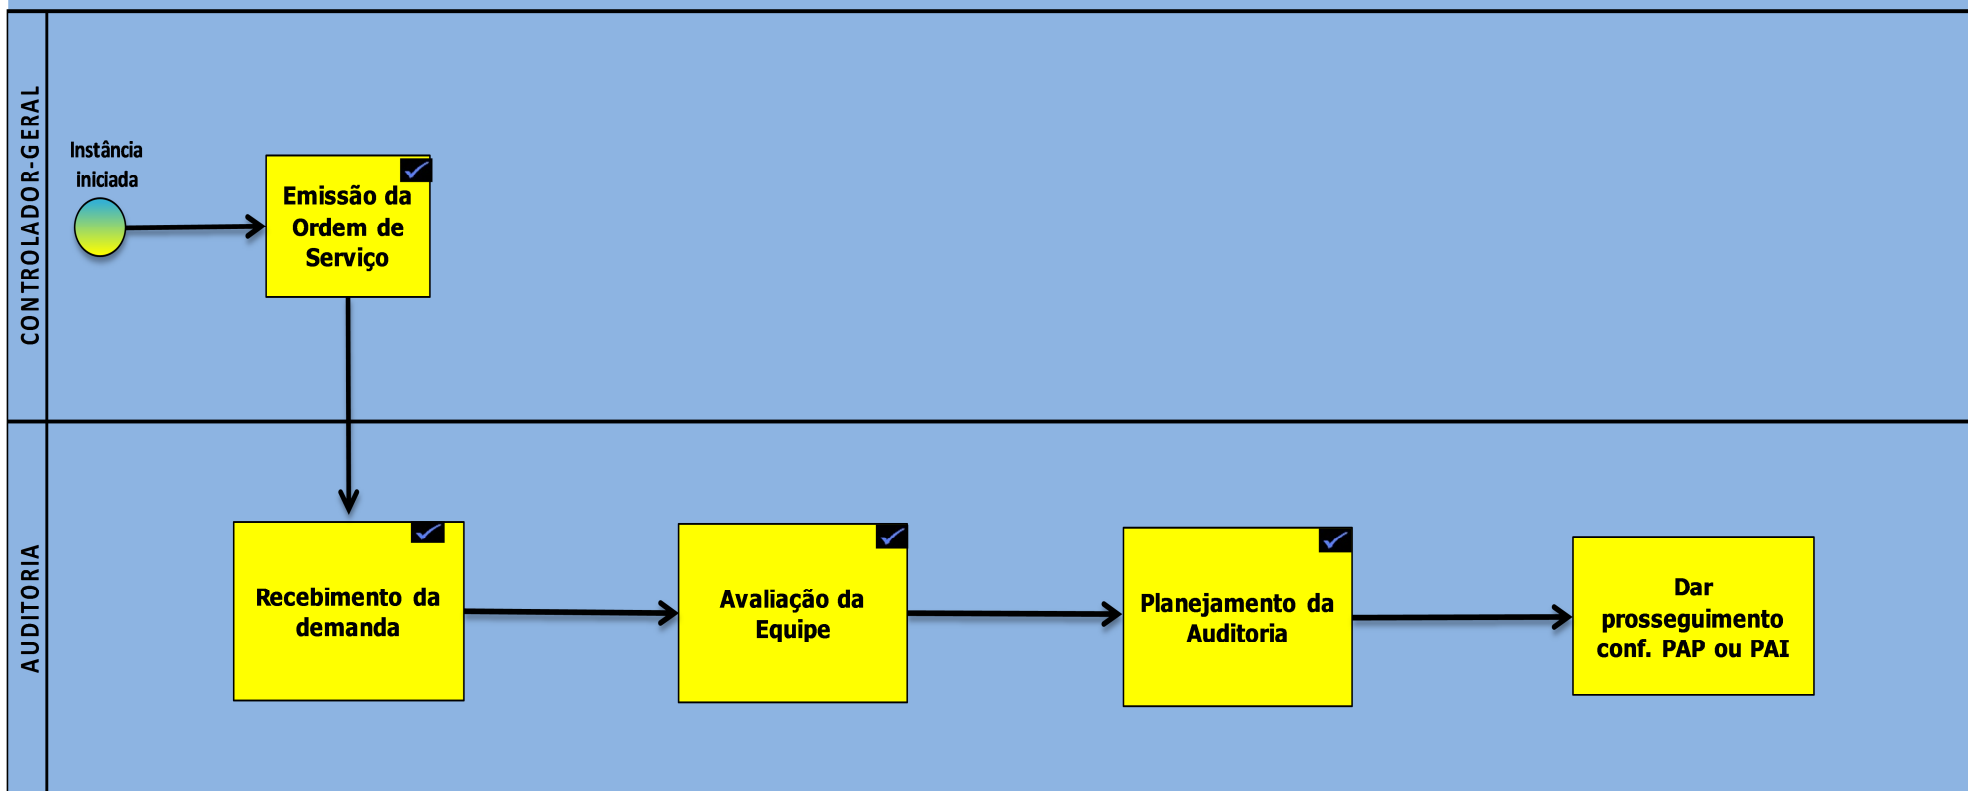 CONTROLADOR-GERAL
Instância
iniciada
Emissão da
Ordem de
Serviço
AUDITORIA
Recebimento da
demanda
Avaliação da
Equipe
Planejamento da
Auditoria
Dar
prosseguimento
conf. PAP ou PAI